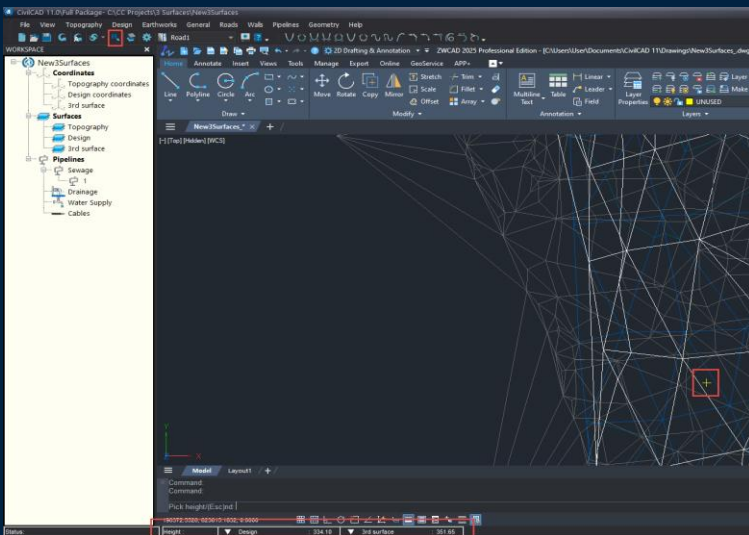 CivilCAD 11.0\Full Package- C:\CC Projects\3 Surfaces\New3Surfaces
File View Topography Design Earthworks General Roads Walls Pipelines Geometry Help
Road1
WORKSPACE
New3Surfaces
Coordinates
Topography coordinates
Design coordinates
3rd surface
Surfaces
Topography
Design
3rd surface
Pipelines
Sewage
1
Drainage
Water Supply
Cables
2D Drafting & Annotation
ZWCAD 2025 Professional Edition - [C:\Users\User\Documents\CivilCAD 11\Drawings\New3Surfaces_.dwg
Home Annotate Insert Views Tools Manage Export Online GeoService APP+
Line Polyline Circle Arc
Move Rotate Copy Mirror
Stretch Trim
Scale Fillet
Offset Array
Multiline Text
Table
Linear
Leader
Field
Layer Properties
Layer
Make
UNUSED
Draw Modify Annotation Layers
New3Surfaces_*
[-] [Top] [Hidden] [WCS]
Y
X
Model Layout1
Command:
Command:
Pick height/(Esc)nd:
Status:
Height: Design : 334.18 3rd surface : 351.65